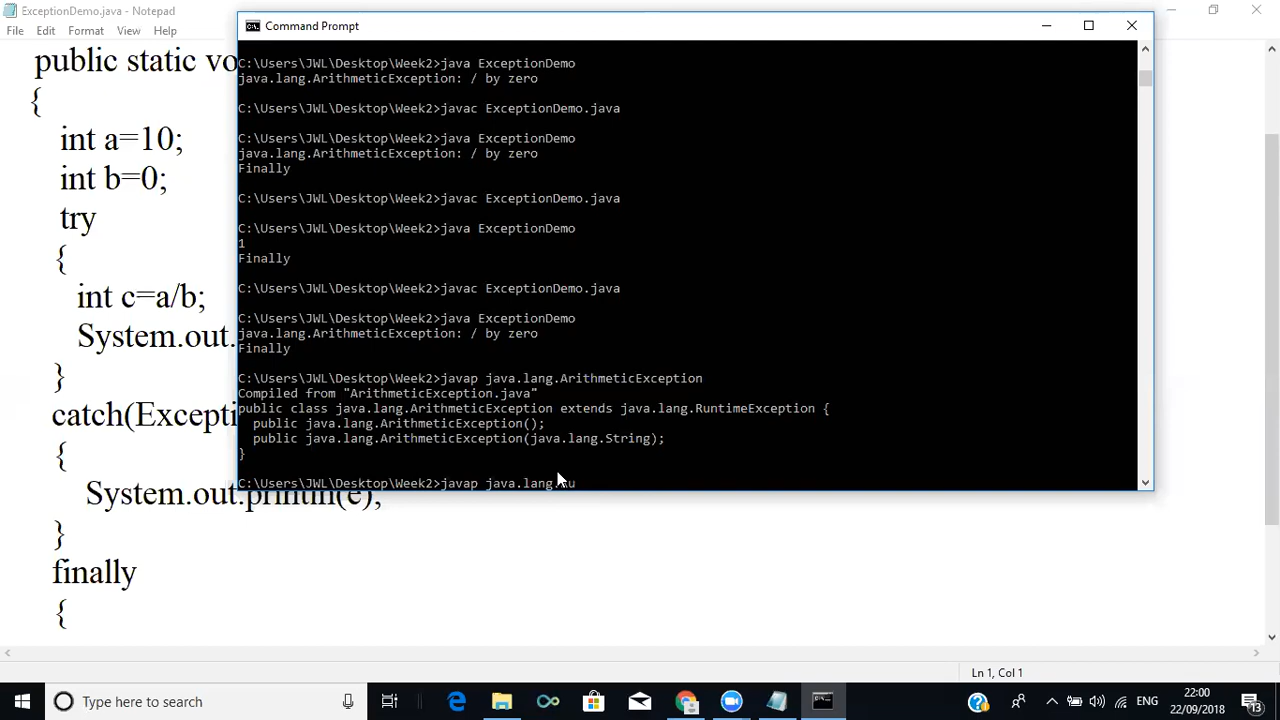 ExceptionDemo.java - Notepad
File Edit Format View Help
public static vo
{
int a=10;
int b=0;
try
{
int c=a/b;
System.out.
}
catch(Excepti
{
System.out.println(e);
}
finally
{
Command Prompt
C:\Users\JWL\Desktop\Week2>java ExceptionDemo
java.lang.ArithmeticException: / by zero
C:\Users\JWL\Desktop\Week2>javac ExceptionDemo.java
C:\Users\JWL\Desktop\Week2>java ExceptionDemo
java.lang.ArithmeticException: / by zero
Finally
C:\Users\JWL\Desktop\Week2>javac ExceptionDemo.java
C:\Users\JWL\Desktop\Week2>java ExceptionDemo
1
Finally
C:\Users\JWL\Desktop\Week2>javac ExceptionDemo.java
C:\Users\JWL\Desktop\Week2>java ExceptionDemo
java.lang.ArithmeticException: / by zero
Finally
C:\Users\JWL\Desktop\Week2>javap java.lang.ArithmeticException
Compiled from "ArithmeticException.java"
public class java.lang.ArithmeticException extends java.lang.RuntimeException {
public java.lang.ArithmeticException();
public java.lang.ArithmeticException(java.lang.String);
}
C:\Users\JWL\Desktop\Week2>javap java.lang.
Ln 1, Col 1
Type here to search
ENG
22:00
22/09/2018
13